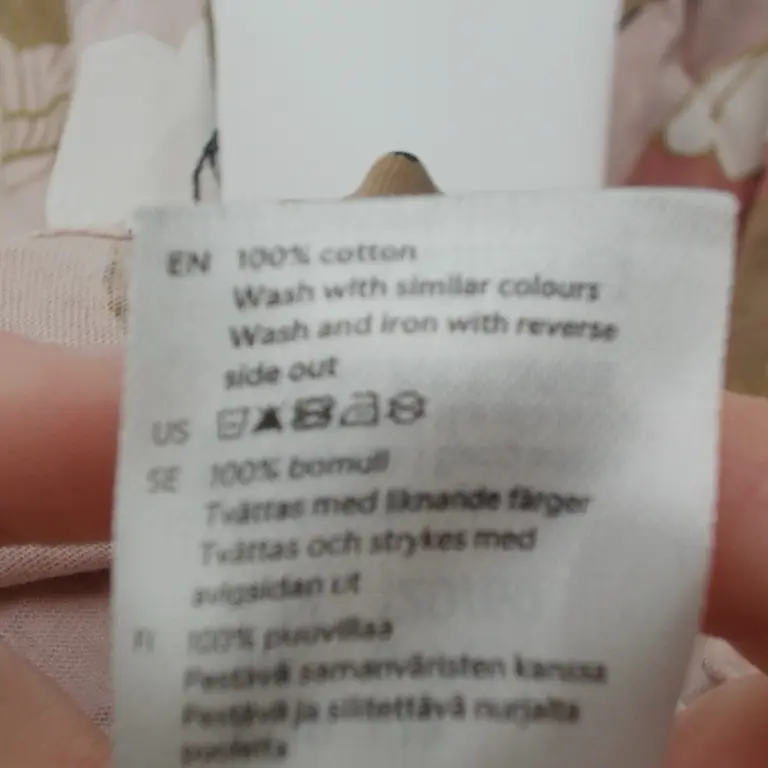 EN 100% cotton
Wash with similar colours
Wash and iron with reverse
side out
US
SE 100% bomull
Tvättas med liknande färger
Tvättas och strykes med
avigsidan ut
FI 100% puuvillaa
Pestävä samanväristen kanssa
Pestävä ja silitettävä nurjalta
puolelta